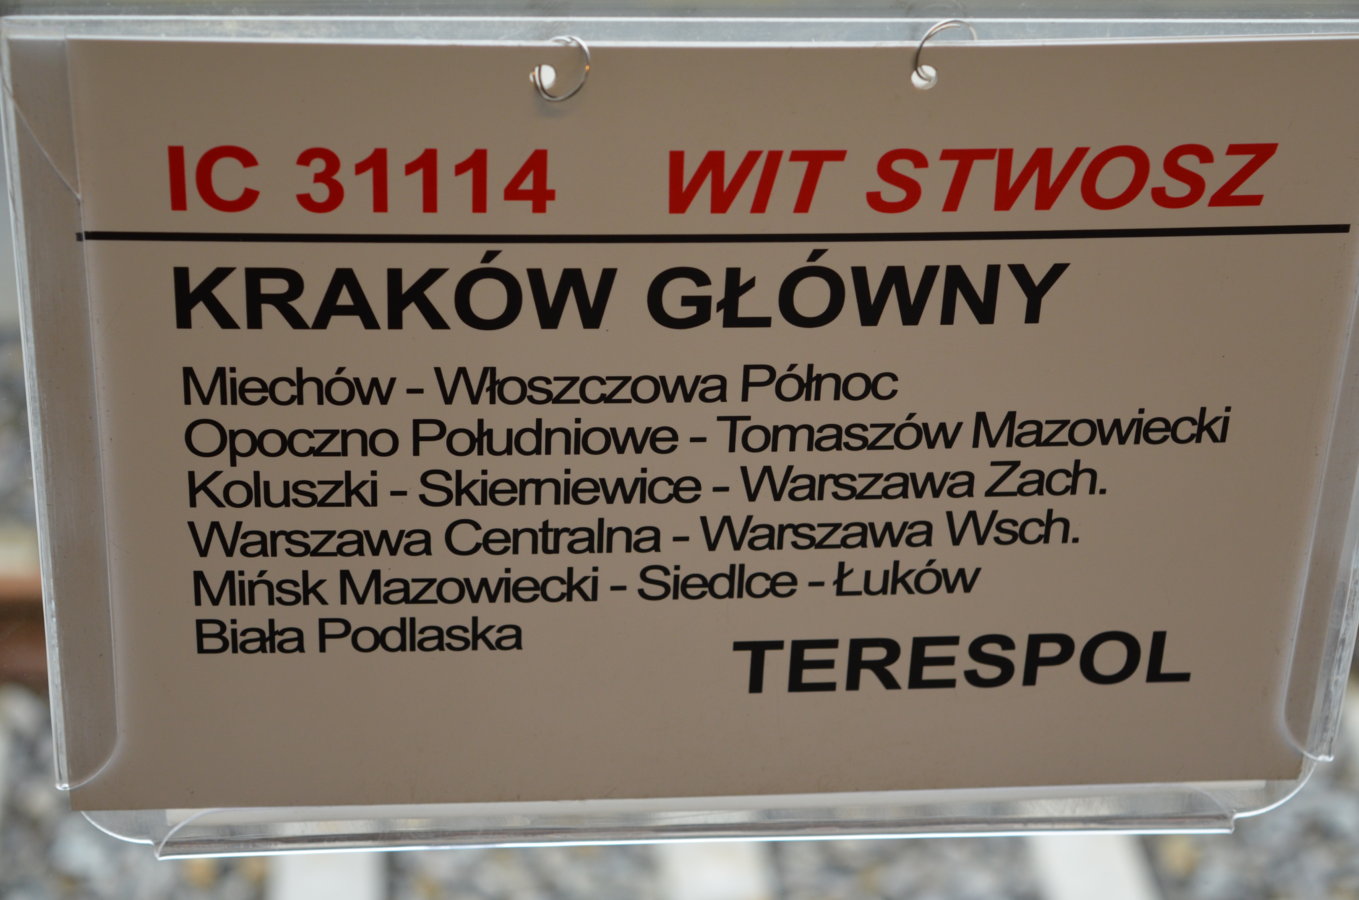 IC 31114 WIT STWOSZ
KRAKÓW GŁÓWNY
Miechów - Włoszczowa Północ
Opoczno Południowe - Tomaszów Mazowiecki
Koluszki - Skierniewice - Warszawa Zach.
Warszawa Centralna - Warszawa Wsch.
Mińsk Mazowiecki - Siedlce - Łuków
Biała Podlaska
TERESPOL